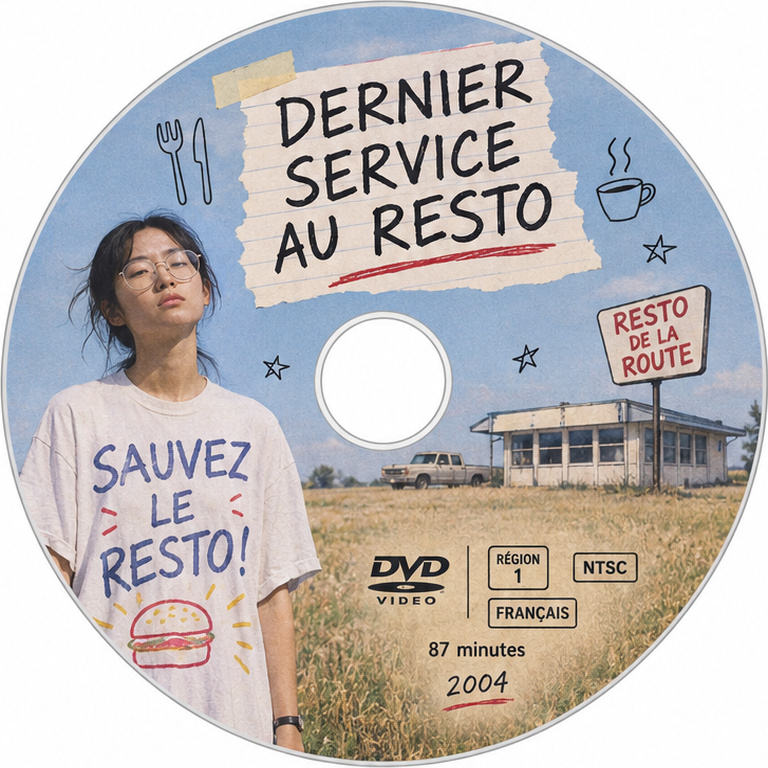 DERNIER
SERVICE
AU RESTO
RESTO
DE LA
ROUTE
SAUVEZ
LE
RESTO!
DVD
VIDEO
RÉGION
1
NTSC
FRANÇAIS
87 minutes
2004